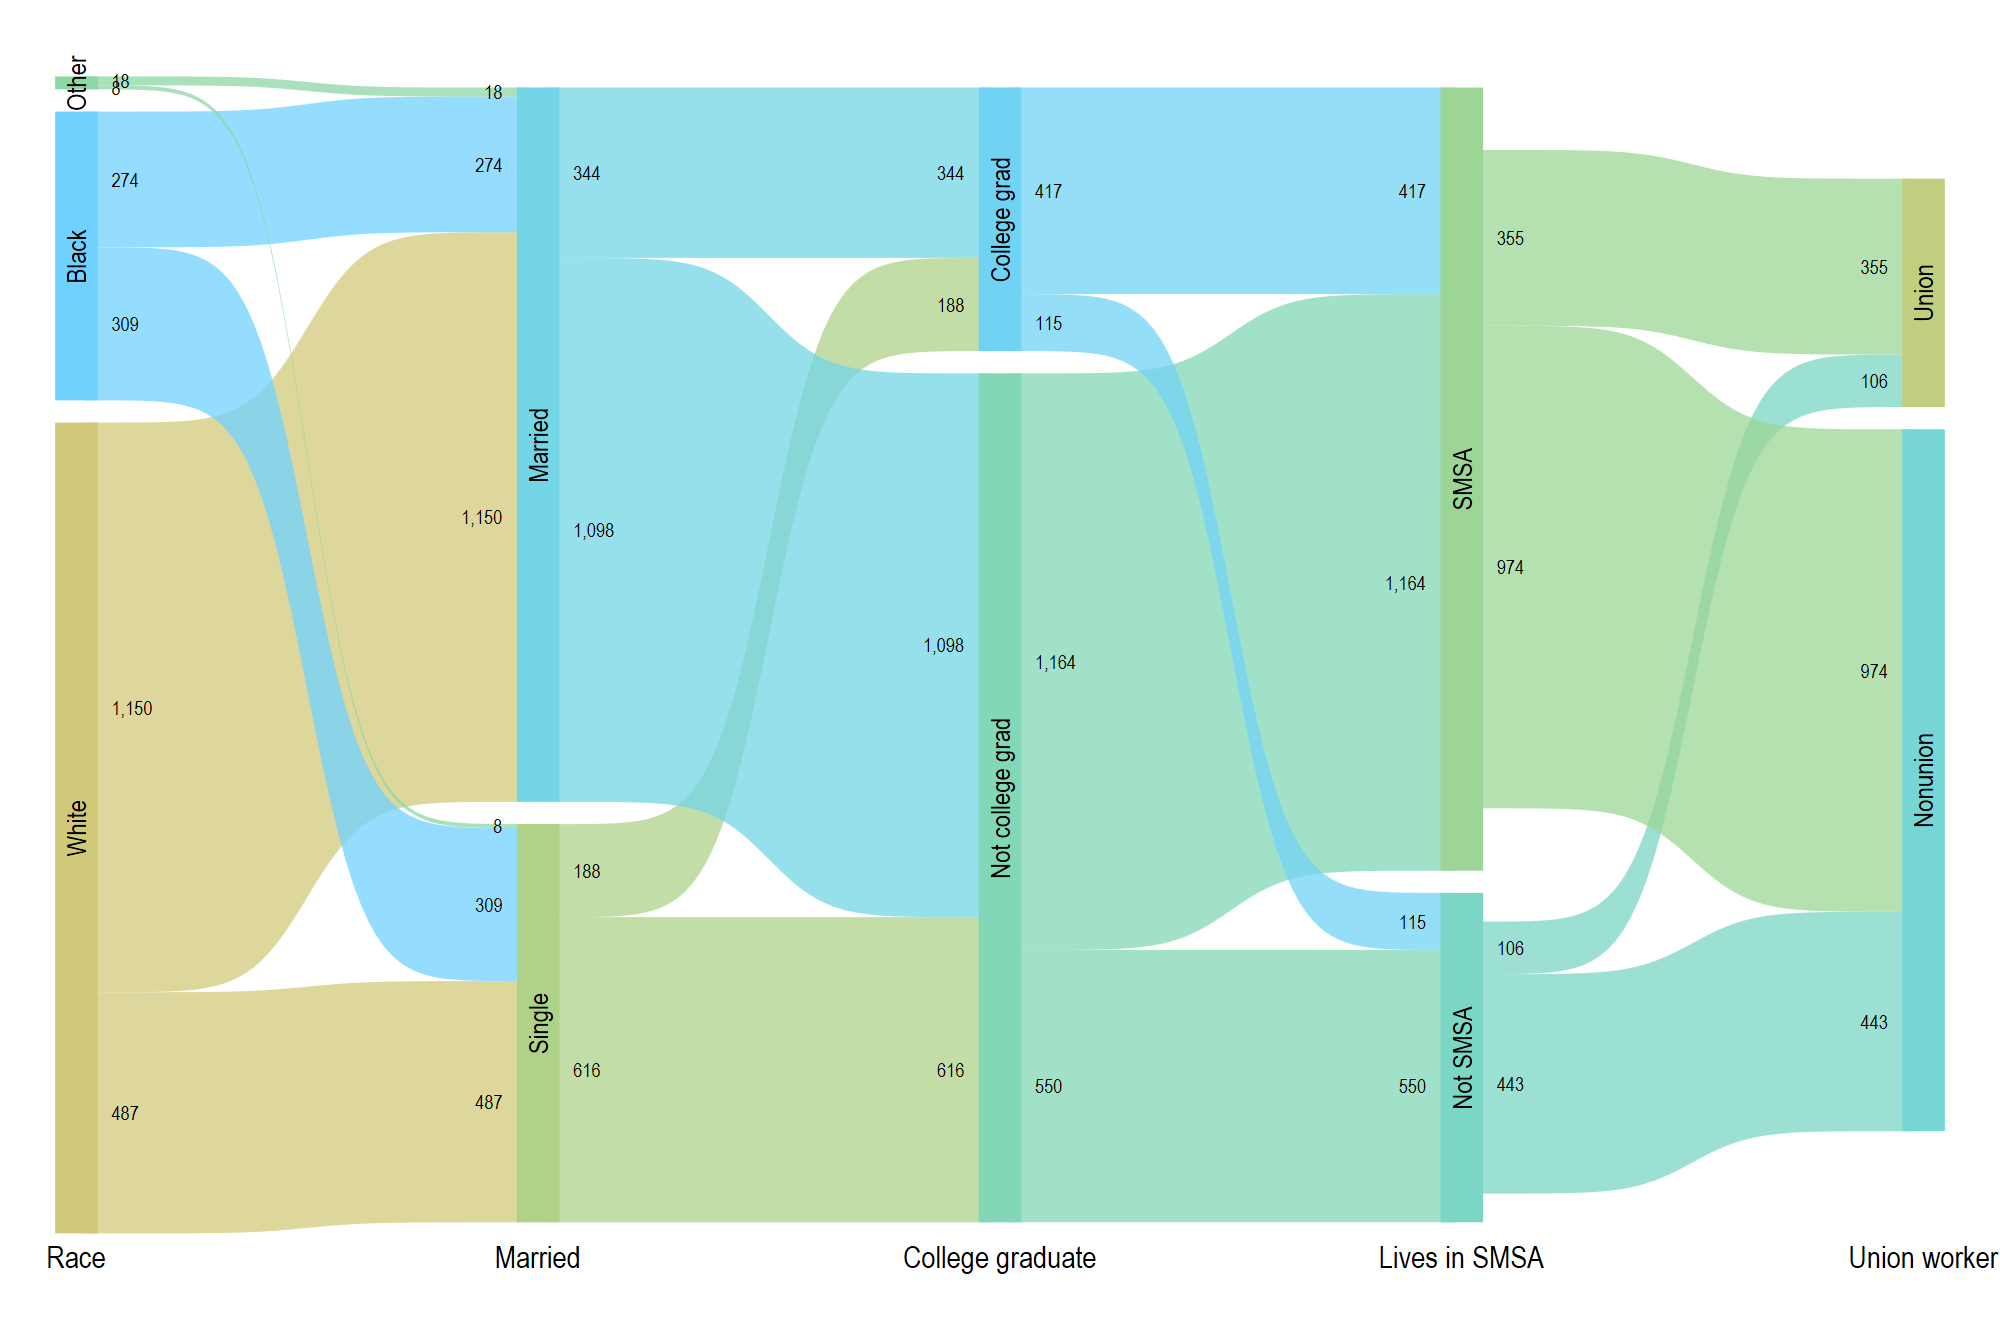 Other
18
8
Black
274
309
White
1,150
487
18
274
1,150
Married
344
1,098
8
309
487
Single
188
616
344
188
College grad
417
115
1,098
616
Not college grad
1,164
550
417
1,164
SMSA
355
974
115
550
Not SMSA
106
443
355
106
Union
974
443
Nonunion
Race
Married
College graduate
Lives in SMSA
Union worker